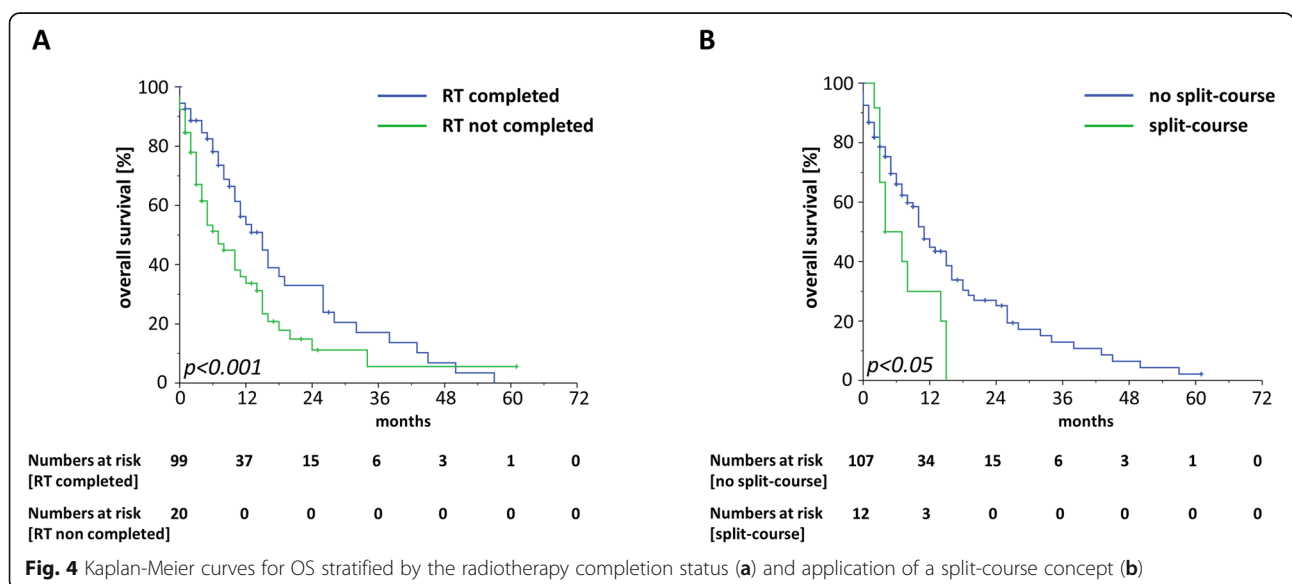 A
B
100
80
60
40
20
0
overall survival [%]
RT completed
RT not completed
p<0.001
0 12 24 36 48 60 72
months
100
80
60
40
20
0
overall survival [%]
no split-course
split-course
p<0.05
0 12 24 36 48 60 72
months
Numbers at risk 99 37 15 6 3 1 0
[RT completed]
Numbers at risk 20 0 0 0 0 0 0
[RT non completed]
Numbers at risk 107 34 15 6 3 1 0
[no split-course]
Numbers at risk 12 3 0 0 0 0 0
[split-course]
Fig. 4 Kaplan-Meier curves for OS stratified by the radiotherapy completion status (a) and application of a split-course concept (b)